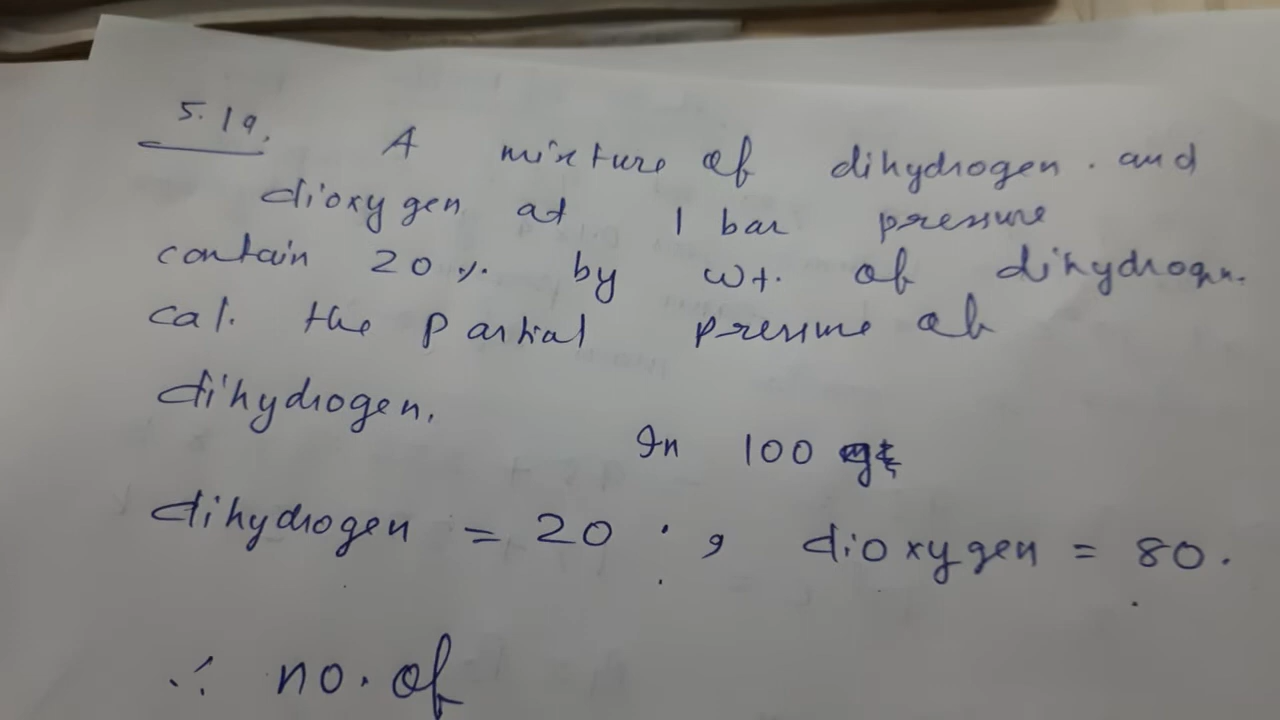 5.19. A mixture of dihydrogen. and
dioxygen at 1 bar pressure
contain 20 %. by wt. of dihydrogn.
cal. the partial pressure of
dihydrogen.
In 100
dihydrogen = 20 , dioxygen = 80.
∴ no. of